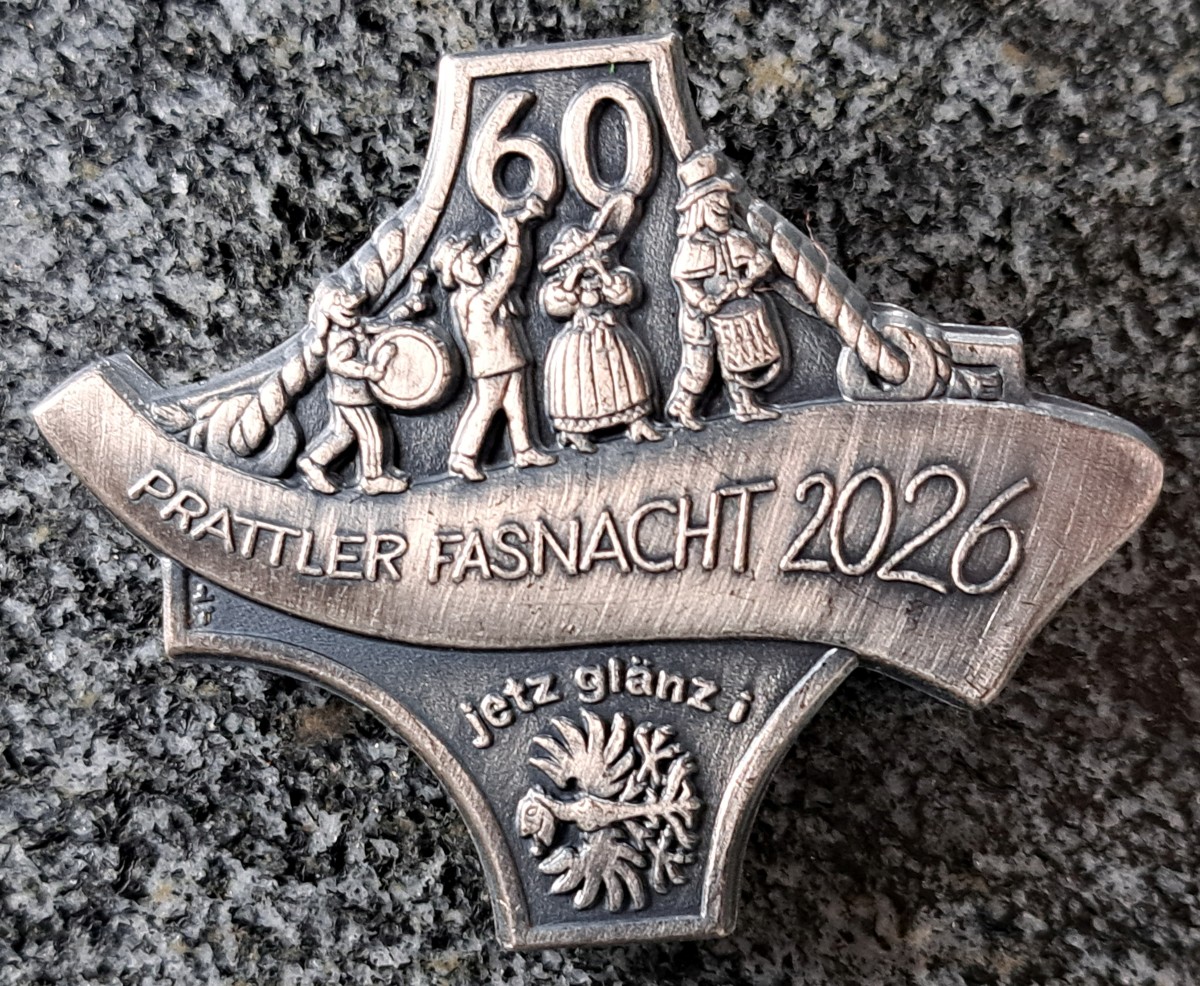 60
PRATTLER FASNACHT 2026
jetz glänz i